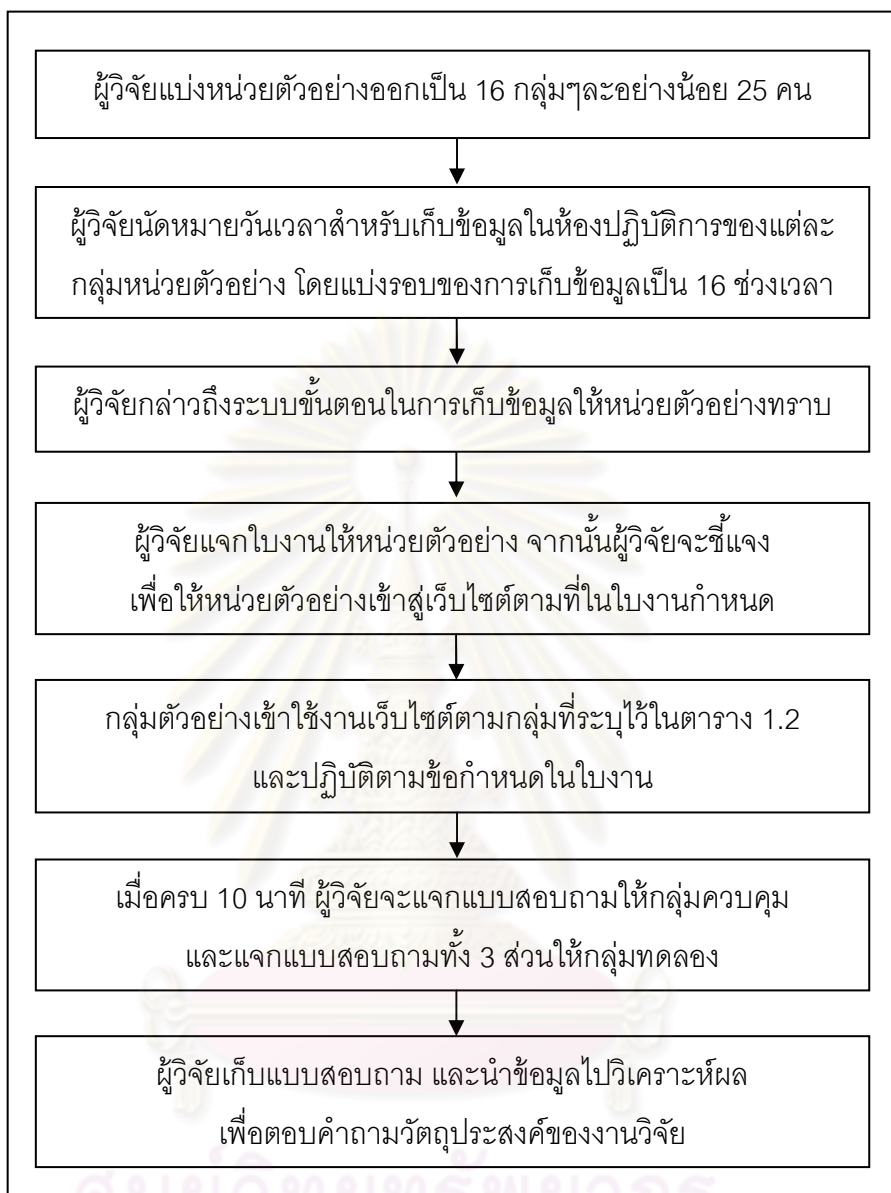 ผู้วิจัยแบ่งหน่วยตัวอย่างออกเป็น 16 กลุ่มๆละอย่างน้อย 25 คน
ผู้วิจัยนัดหมายวันเวลาสำหรับเก็บข้อมูลในห้องปฏิบัติการของแต่ละ
กลุ่มหน่วยตัวอย่าง โดยแบ่งรอบของการเก็บข้อมูลเป็น 16 ช่วงเวลา
ผู้วิจัยกล่าวถึงระบบขั้นตอนในการเก็บข้อมูลให้หน่วยตัวอย่างทราบ
ผู้วิจัยแจกใบงานให้หน่วยตัวอย่าง จากนั้นผู้วิจัยจะชี้แจง
เพื่อให้หน่วยตัวอย่างเข้าสู่เว็บไซต์ตามที่ในใบงานกำหนด
กลุ่มตัวอย่างเข้าใช้งานเว็บไซต์ตามกลุ่มที่ระบุไว้ในตาราง 1.2
และปฏิบัติตามข้อกำหนดในใบงาน
เมื่อครบ 10 นาที ผู้วิจัยจะแจกแบบสอบถามให้กลุ่มควบคุม
และแจกแบบสอบถามทั้ง 3 ส่วนให้กลุ่มทดลอง
ผู้วิจัยเก็บแบบสอบถาม และนำข้อมูลไปวิเคราะห์ผล
เพื่อตอบคำถามวัตถุประสงค์ของงานวิจัย
ศูนย์วิทยทรัพยากร